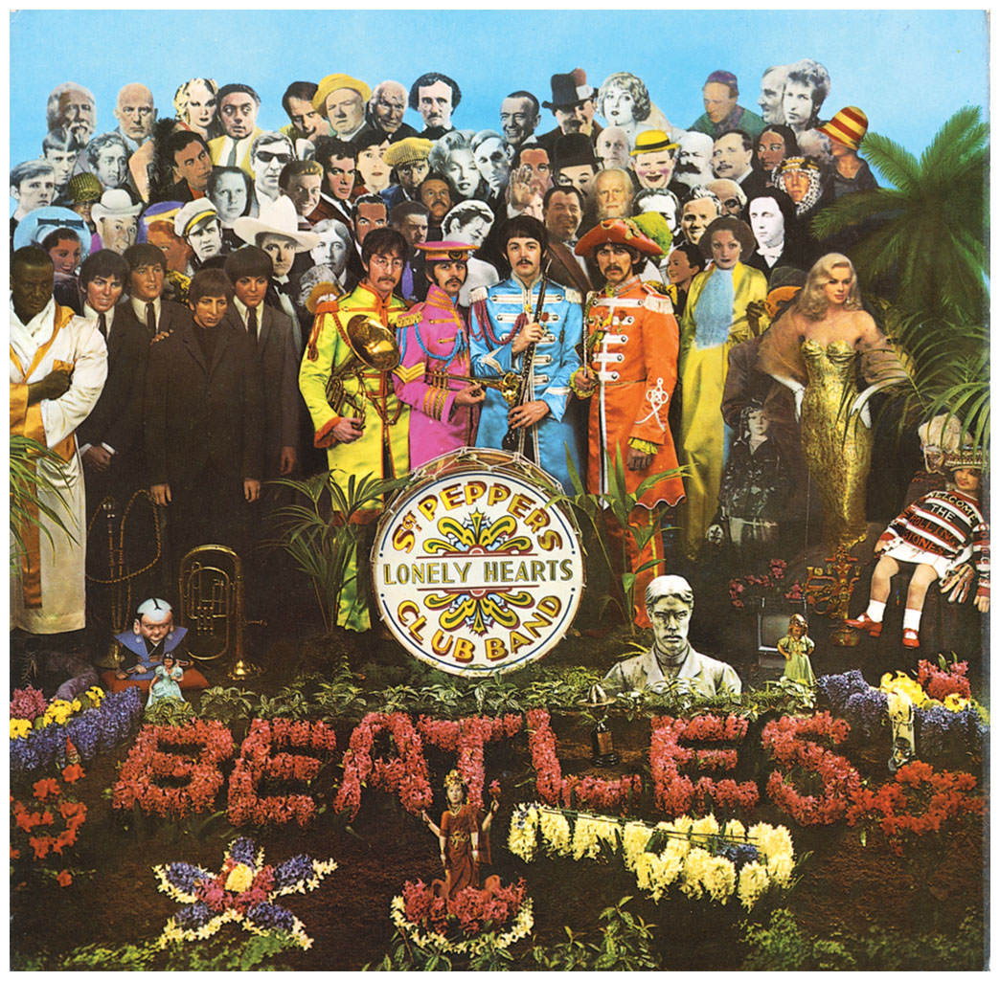 Sgt PEPPERS
LONELY HEARTS
CLUB BAND
WELCOME
THE
ROLLING
STONES
BEATLES